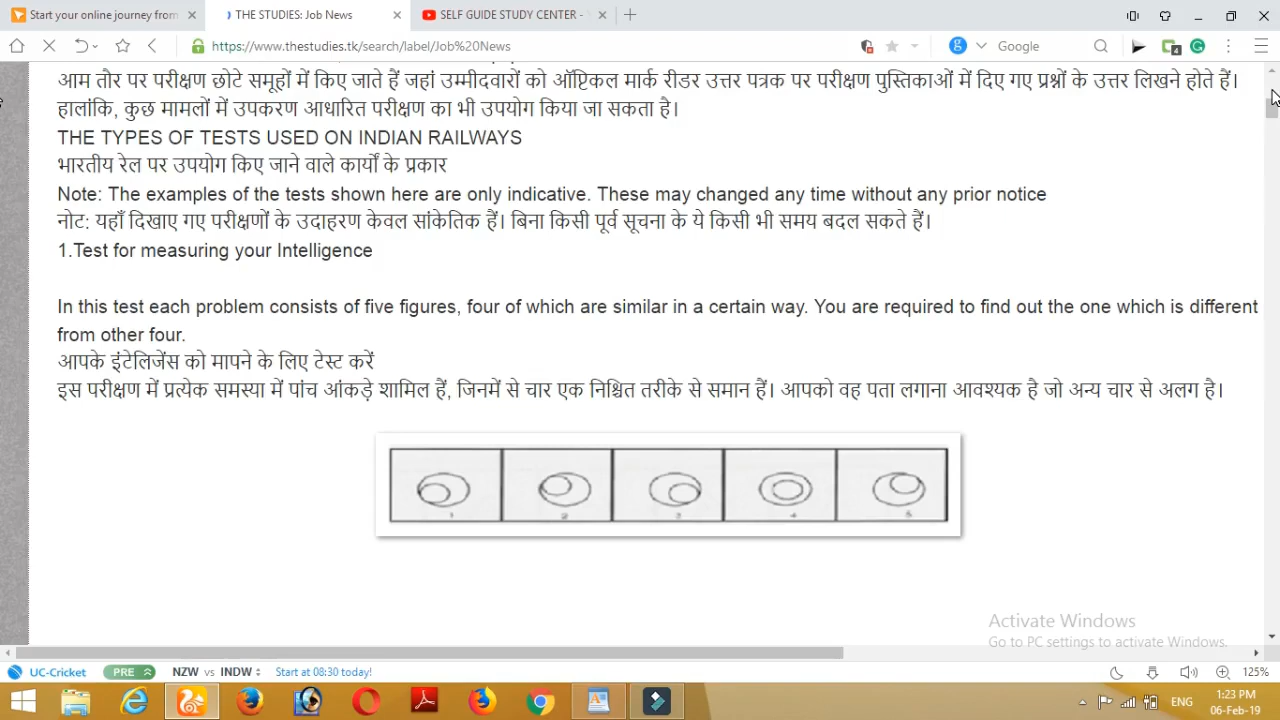 Start your online journey from
THE STUDIES: Job News
SELF GUIDE STUDY CENTER -
https://www.thestudies.tk/search/label/Job%20News
Google
4
आम तौर पर परीक्षण छोटे समूहों में किए जाते हैं जहां उम्मीदवारों को ऑप्टिकल मार्क रीडर उत्तर पत्रक पर परीक्षण पुस्तिकाओं में दिए गए प्रश्नों के उत्तर लिखने होते हैं।
हालांकि, कुछ मामलों में उपकरण आधारित परीक्षण का भी उपयोग किया जा सकता है।
THE TYPES OF TESTS USED ON INDIAN RAILWAYS
भारतीय रेल पर उपयोग किए जाने वाले कार्यों के प्रकार
Note: The examples of the tests shown here are only indicative. These may changed any time without any prior notice
नोट: यहाँ दिखाए गए परीक्षणों के उदाहरण केवल सांकेतिक हैं। बिना किसी पूर्व सूचना के ये किसी भी समय बदल सकते हैं।
1.Test for measuring your Intelligence
In this test each problem consists of five figures, four of which are similar in a certain way. You are required to find out the one which is different
from other four.
आपके इंटेलिजेंस को मापने के लिए टेस्ट करें
इस परीक्षण में प्रत्येक समस्या में पांच आंकड़े शामिल हैं, जिनमें से चार एक निश्चित तरीके से समान हैं। आपको वह पता लगाना आवश्यक है जो अन्य चार से अलग है।
1 2 3 4 5
Activate Windows
Go to PC settings to activate Windows.
UC-Cricket PRE NZW vs INDW Start at 08:30 today! 125%
ENG 1:23 PM
06-Feb-19